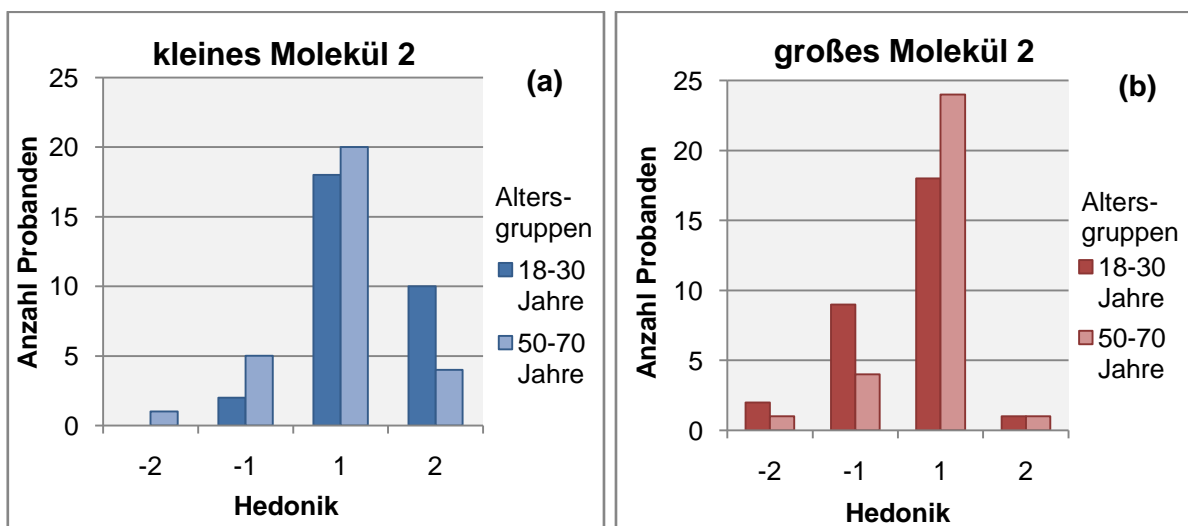 kleines Molekül 2
(a)
25
20
15
10
5
0
Anzahl Probanden
-2 -1 1 2
Hedonik
Alters-
gruppen
18-30
Jahre
50-70
Jahre
großes Molekül 2
(b)
25
20
15
10
5
0
Anzahl Probanden
-2 -1 1 2
Hedonik
Alters-
gruppen
18-30
Jahre
50-70
Jahre